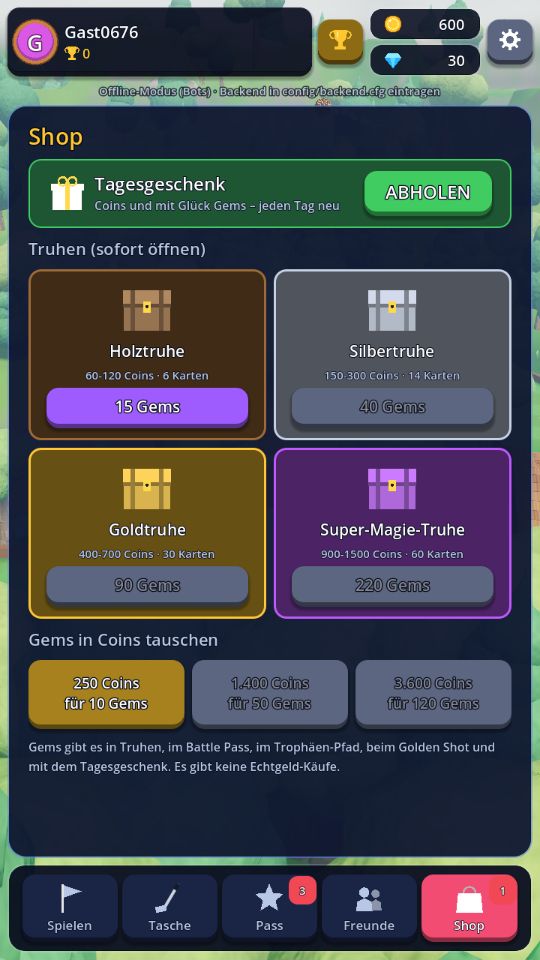 G
Gast0676
0
600
30
Offline-Modus (Bots) · Backend in config/backend.cfg eintragen
Shop
Tagesgeschenk
Coins und mit Glück Gems – jeden Tag neu
ABHOLEN
Truhen (sofort öffnen)
Holztruhe
60-120 Coins · 6 Karten
15 Gems
Silbertruhe
150-300 Coins · 14 Karten
40 Gems
Goldtruhe
400-700 Coins · 30 Karten
90 Gems
Super-Magie-Truhe
900-1500 Coins · 60 Karten
220 Gems
Gems in Coins tauschen
250 Coins
für 10 Gems
1.400 Coins
für 50 Gems
3.600 Coins
für 120 Gems
Gems gibt es in Truhen, im Battle Pass, im Trophäen-Pfad, beim Golden Shot und
mit dem Tagesgeschenk. Es gibt keine Echtgeld-Käufe.
Spielen
Tasche
3
Pass
Freunde
1
Shop